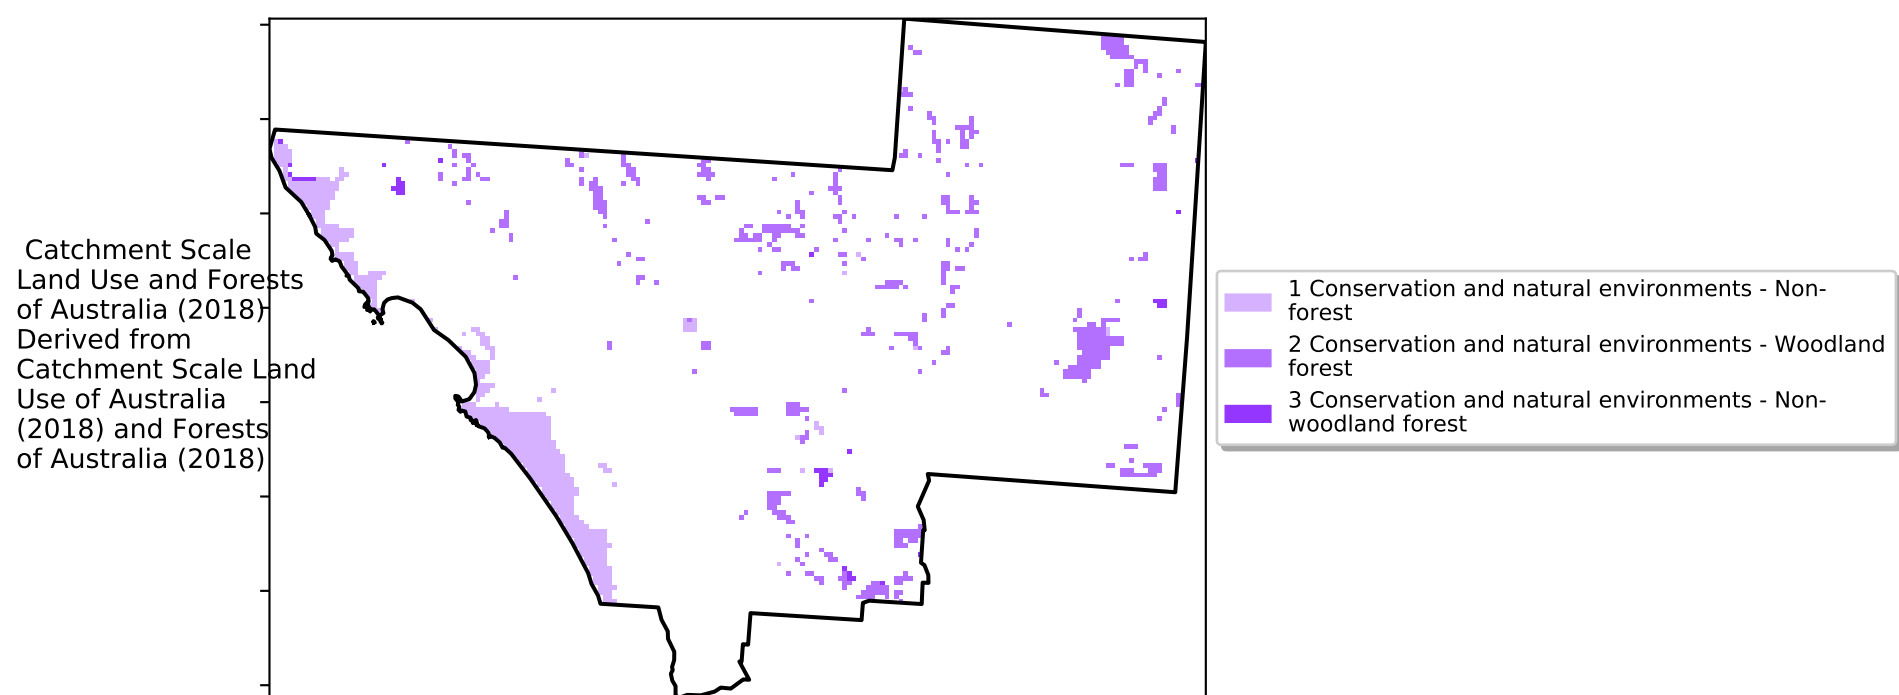 Catchment Scale
Land Use and Forests
of Australia (2018)
Derived from
Catchment Scale Land
Use of Australia
(2018) and Forests
of Australia (2018)
1 Conservation and natural environments - Non-
forest
2 Conservation and natural environments - Woodland
forest
3 Conservation and natural environments - Non-
woodland forest